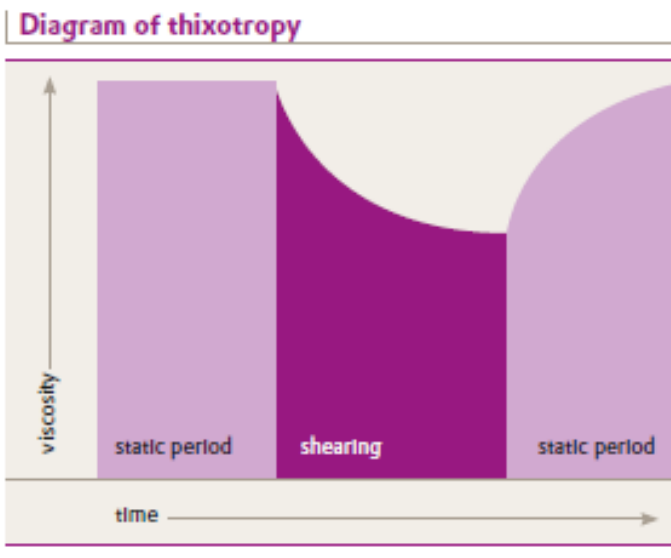 Diagram of thixotropy
viscosity
static period
shearing
static period
time